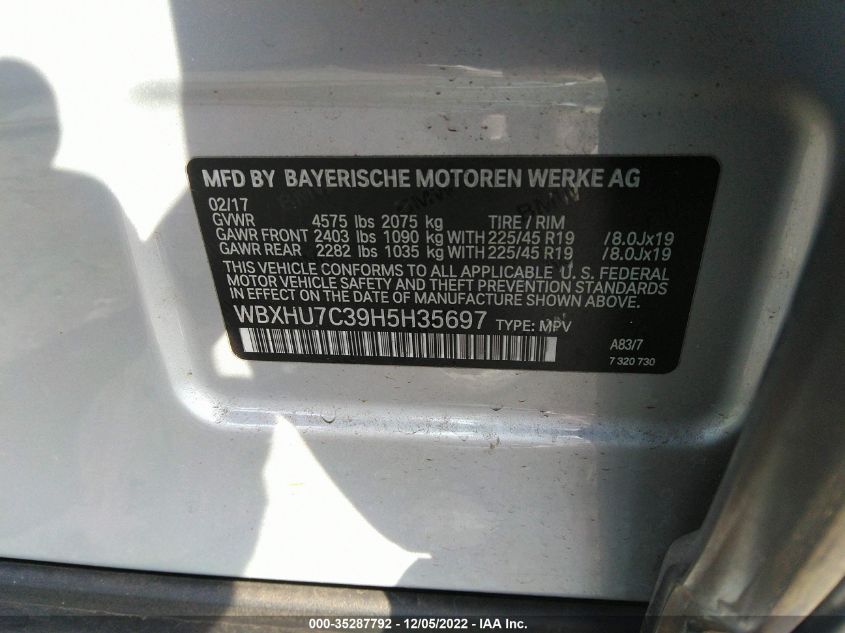 MFD BY BAYERISCHE MOTOREN WERKE AG
02/17
GVWR 4575 lbs 2075 kg TIRE / RIM
GAWR FRONT 2403 lbs 1090 kg WITH 225/45 R19 /8.0Jx19
GAWR REAR 2282 lbs 1035 kg WITH 225/45 R19 /8.0Jx19
THIS VEHICLE CONFORMS TO ALL APPLICABLE U.S. FEDERAL
MOTOR VEHICLE SAFETY AND THEFT PREVENTION STANDARDS
IN EFFECT ON THE DATE OF MANUFACTURE SHOWN ABOVE.
WBXHU7C39H5H35697 TYPE: MPV
A83/7
7 320 730
000-35287792 - 12/05/2022 - IAA Inc.